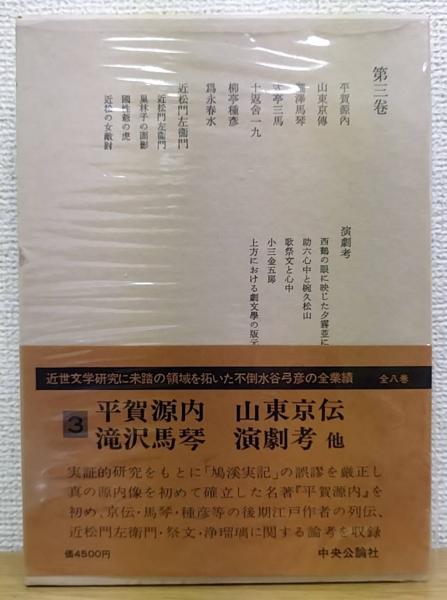 第三巻
平賀源内
山東京傳
瀧澤馬琴
式亭三馬
十返舎一九
柳亭種彦
爲永春水
近松門左衞門
近松門左衞門
巣林子の面影
國性爺の虎
近松の女敵討
演劇考
西鶴の眼に映じた夕霧並に
助六心中と椀久松山
歌祭文と心中
小三金五郎
上方における劇文學の版元
近世文学研究に未踏の領域を拓いた不倒水谷弓彦の全業績 全八巻
3 平賀源内 山東京伝
滝沢馬琴 演劇考 他
実証的研究をもとに「鳩渓実記」の誤謬を厳正し
真の源内像を初めて確立した名著『平賀源内』を
初め、京伝・馬琴・種彦等の後期江戸作者の列伝、
近松門左衛門・祭文・浄瑠璃に関する論考を収録
価4500円 中央公論社